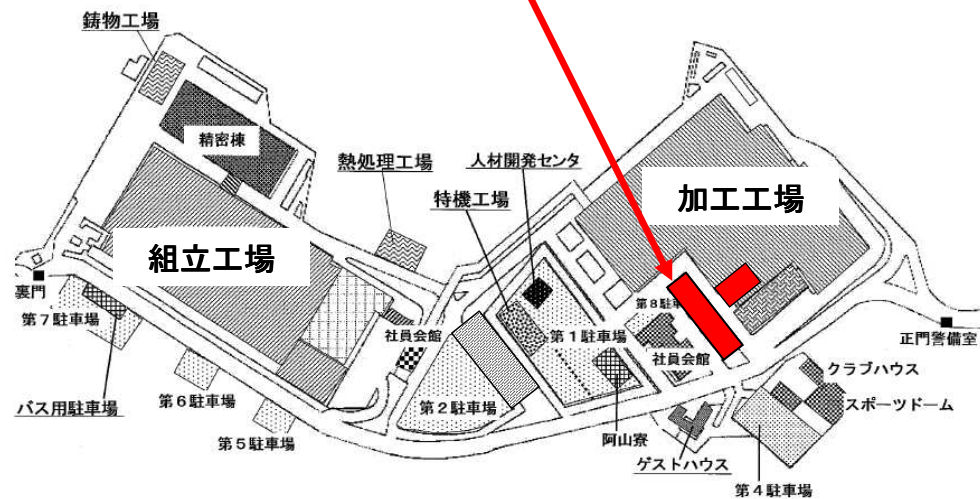 鋳物工場
精密棟
熱処理工場
人材開発センタ
特機工場
加工工場
組立工場
裏門
第7駐車場
社員会館
第1駐車場
第8駐車
社員会館
正門警備室
バス用駐車場
第6駐車場
第5駐車場
第2駐車場
阿山寮
ゲストハウス
クラブハウス
スポーツドーム
第4駐車場